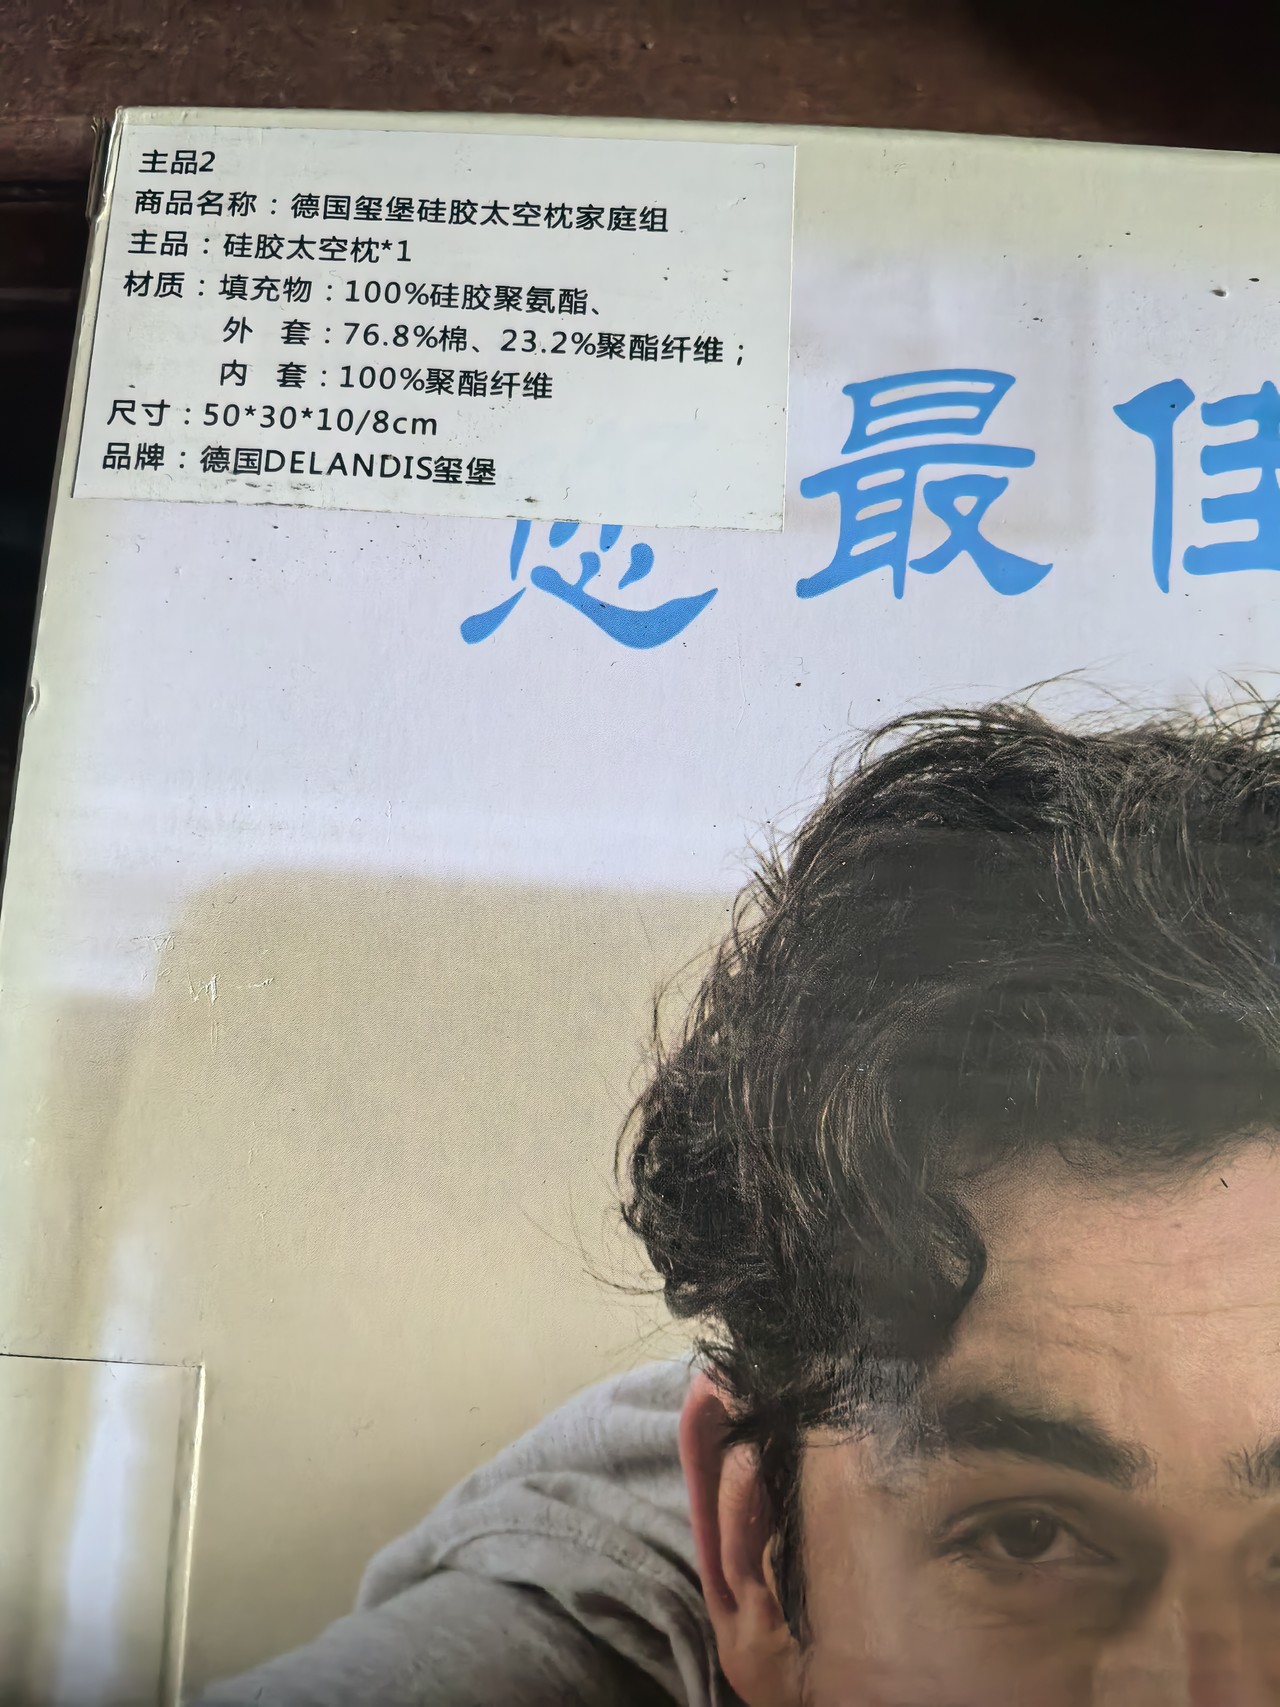 主品2
商品名称：德国玺堡硅胶太空枕家庭组
主品：硅胶太空枕*1
材质：填充物：100%硅胶聚氨酯、
外 套：76.8%棉、23.2%聚酯纤维；
内 套：100%聚酯纤维
尺寸：50*30*10/8cm
品牌：德国DELANDIS玺堡
最佳